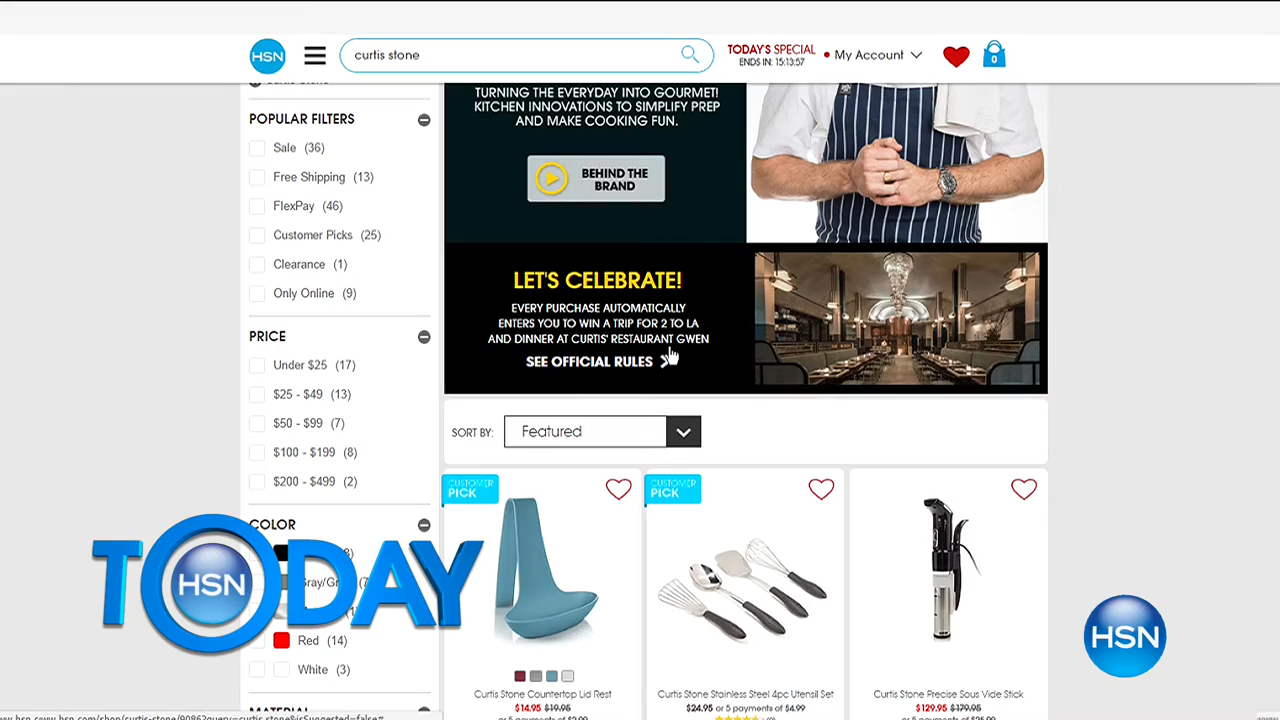 HSN
curtis stone
TODAY'S SPECIAL
ENDS IN: 15:13:57
My Account
0
POPULAR FILTERS
Sale (36)
Free Shipping (13)
FlexPay (46)
Customer Picks (25)
Clearance (1)
Only Online (9)
PRICE
Under $25 (17)
$25 - $49 (13)
$50 - $99 (7)
$100 - $199 (8)
$200 - $499 (2)
COLOR
Red (14)
White (3)
TURNING THE EVERYDAY INTO GOURMET!
KITCHEN INNOVATIONS TO SIMPLIFY PREP
AND MAKE COOKING FUN.
BEHIND THE
BRAND
LET'S CELEBRATE!
EVERY PURCHASE AUTOMATICALLY
ENTERS YOU TO WIN A TRIP FOR 2 TO LA
AND DINNER AT CURTIS' RESTAURANT GWEN
SEE OFFICIAL RULES
SORT BY: Featured
CUSTOMER
PICK
CUSTOMER
PICK
Curtis Stone Countertop Lid Rest
$14.95 $19.95
Curtis Stone Stainless Steel 4pc Utensil Set
$24.95 or 5 payments of $4.99
Curtis Stone Precise Sous Vide Stick
$129.95 $179.95
TODAY
HSN
HSN